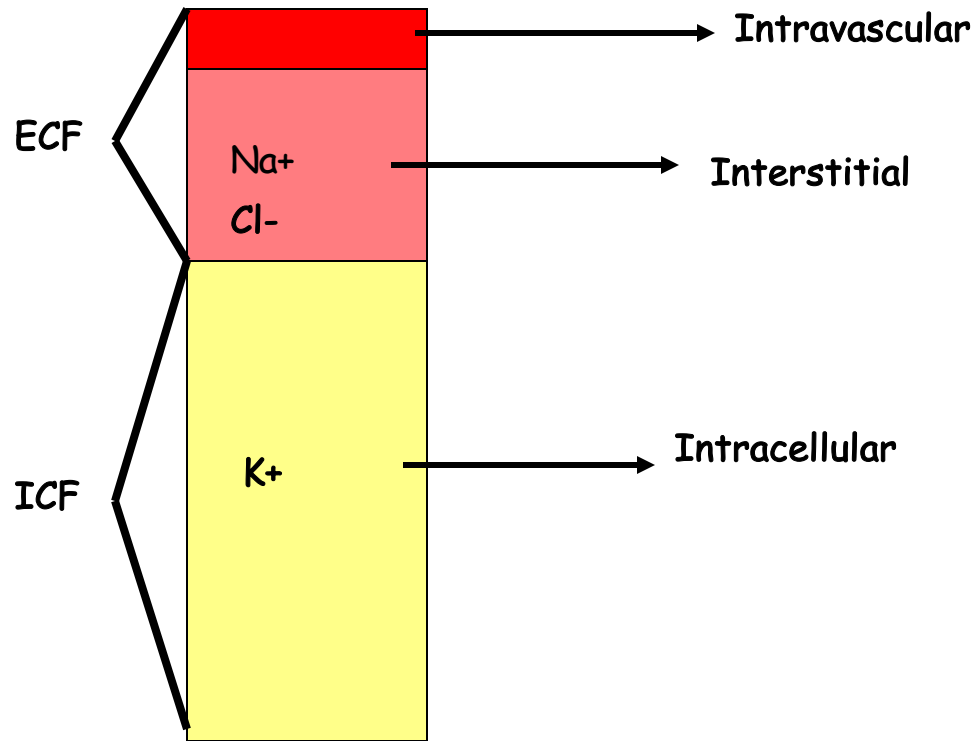 Intravascular
ECF
Na+
Interstitial
Cl-
K+
Intracellular
ICF